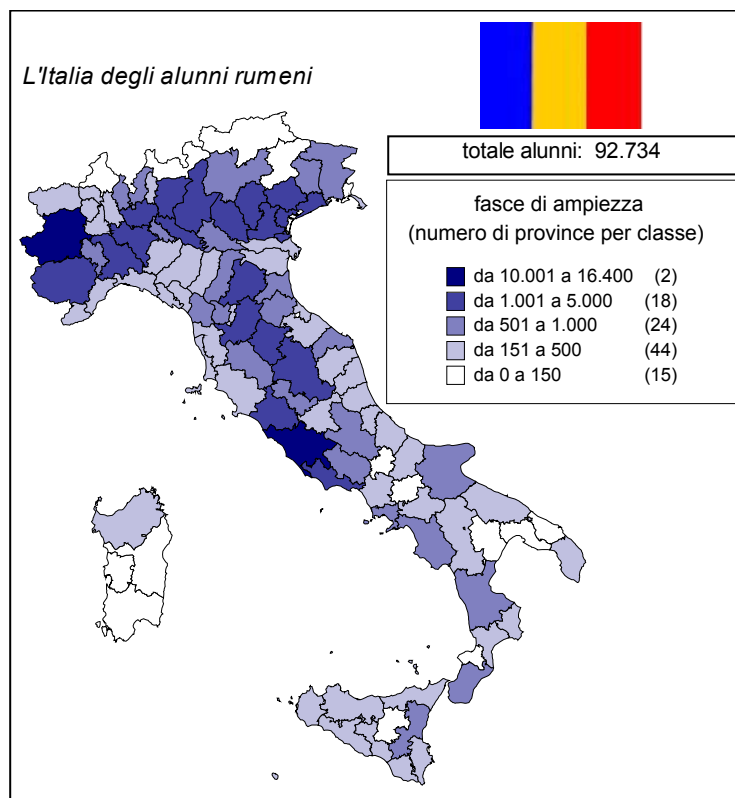 L'Italia degli alunni rumeni
totale alunni: 92.734
fasce di ampiezza
(numero di province per classe)
da 10.001 a 16.400 (2)
da 1.001 a 5.000 (18)
da 501 a 1.000 (24)
da 151 a 500 (44)
da 0 a 150 (15)